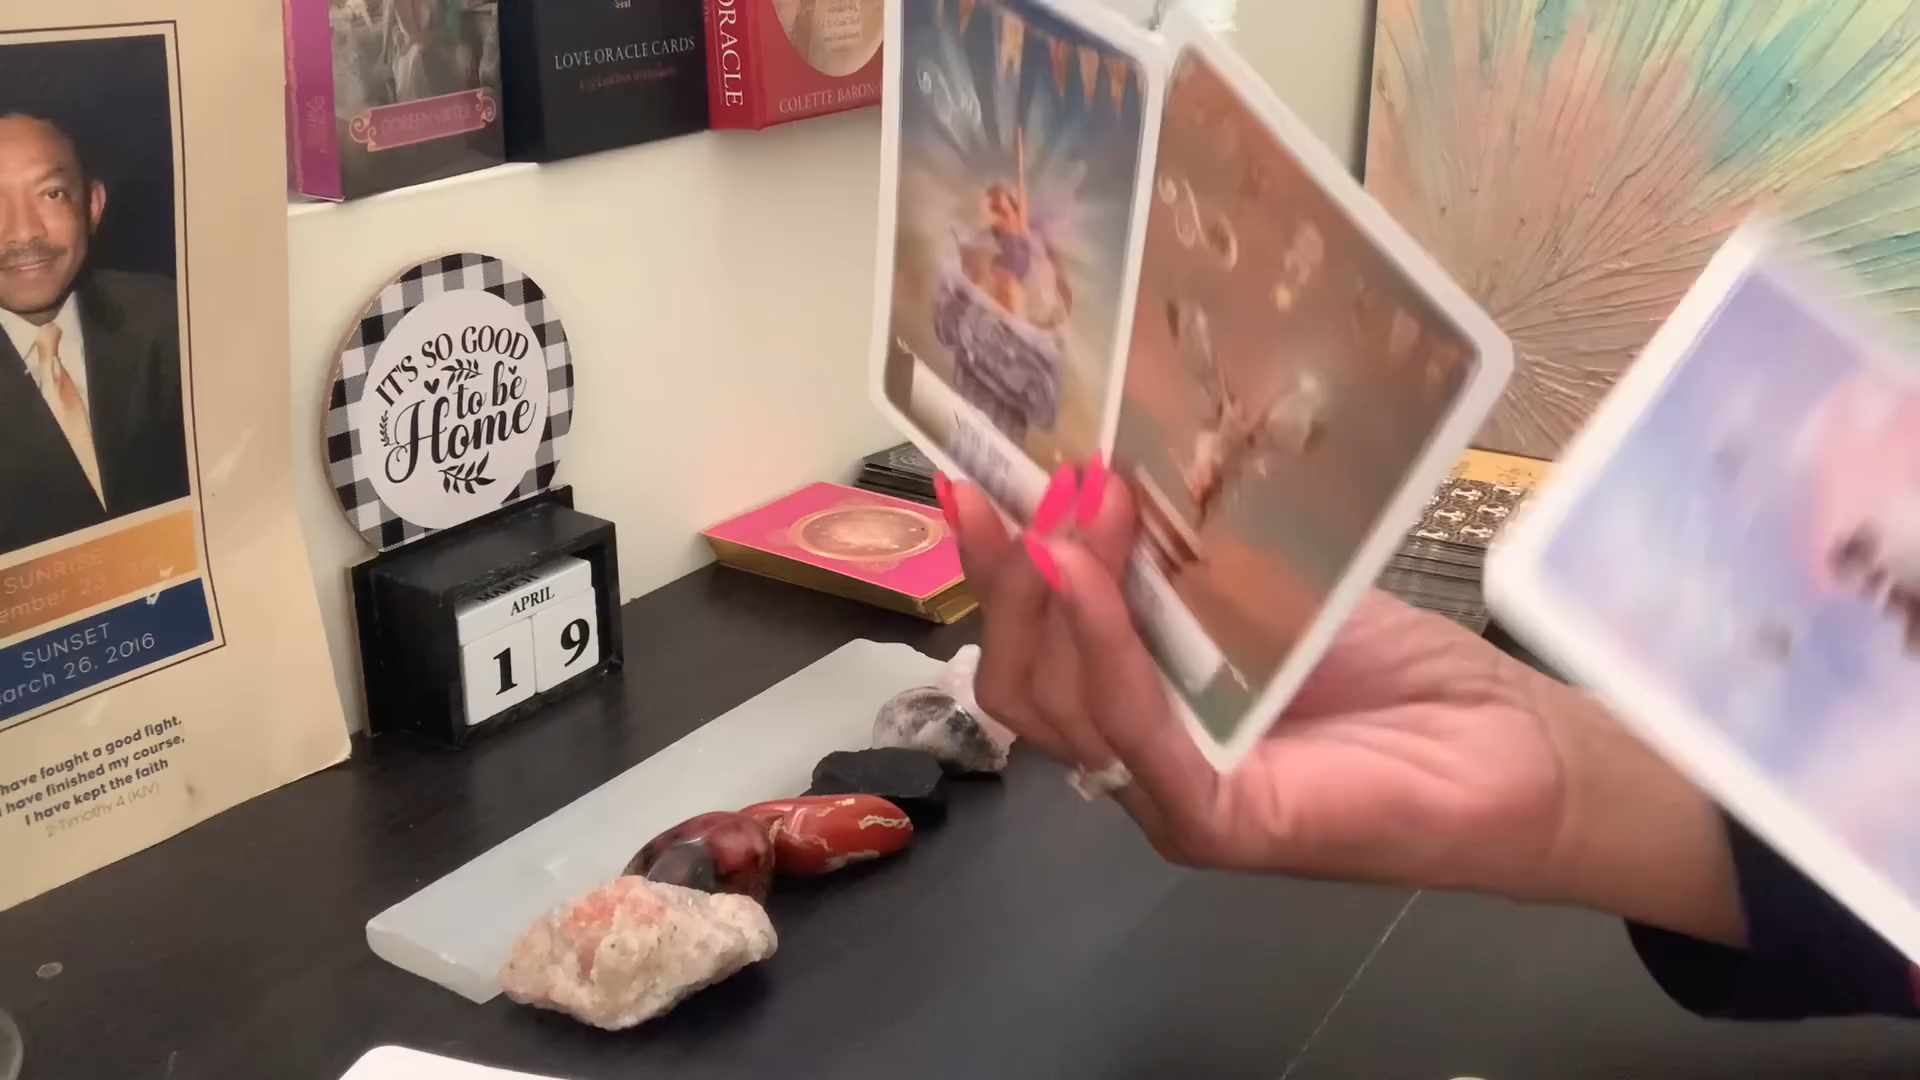 SUNRISE
ember 23
SUNSET
arch 26, 2016
have fought a good fight,
have finished my course,
I have kept the faith
2 Timothy 4 (KJV)
DOREEN VIRTUE
LOVE ORACLE CARDS
ORACLE
COLETTE BARON-
IT'S SO GOOD
to be
Home
MARCH
APRIL
1 9